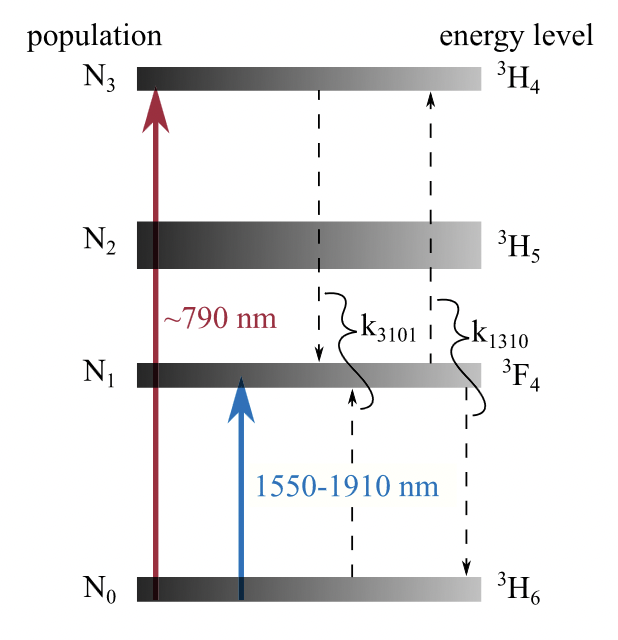 population energy level
N₃ ³H₄
N₂ ³H₅
~790 nm
k₃₁₀₁ k₁₃₁₀
N₁ ³F₄
1550-1910 nm
N₀ ³H₆